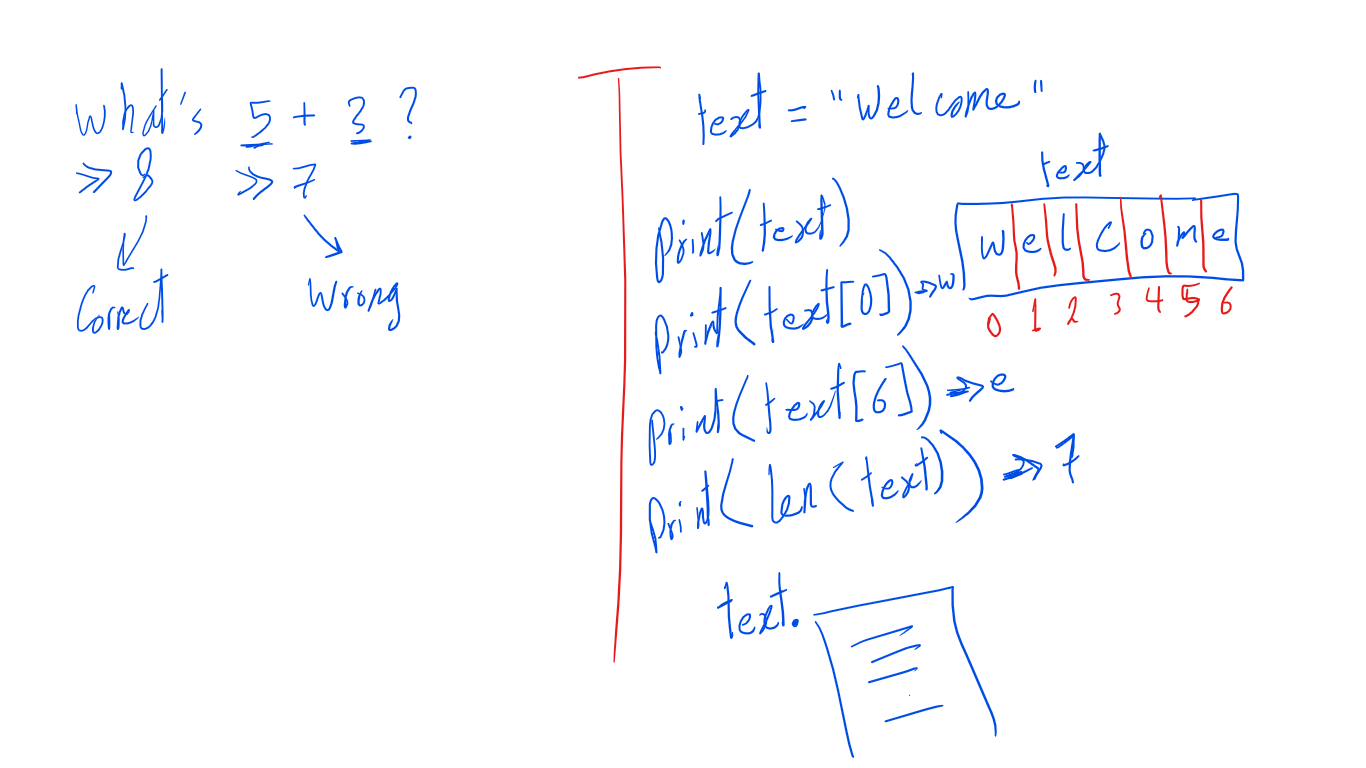 What's 5 + 3 ?
>> 8 >> 7
Correct Wrong
text = "Welcome"
text
W e l c o m e
0 1 2 3 4 5 6
print(text)
print(text[0]) => w
print(text[6]) => e
print(len(text)) => 7
text.